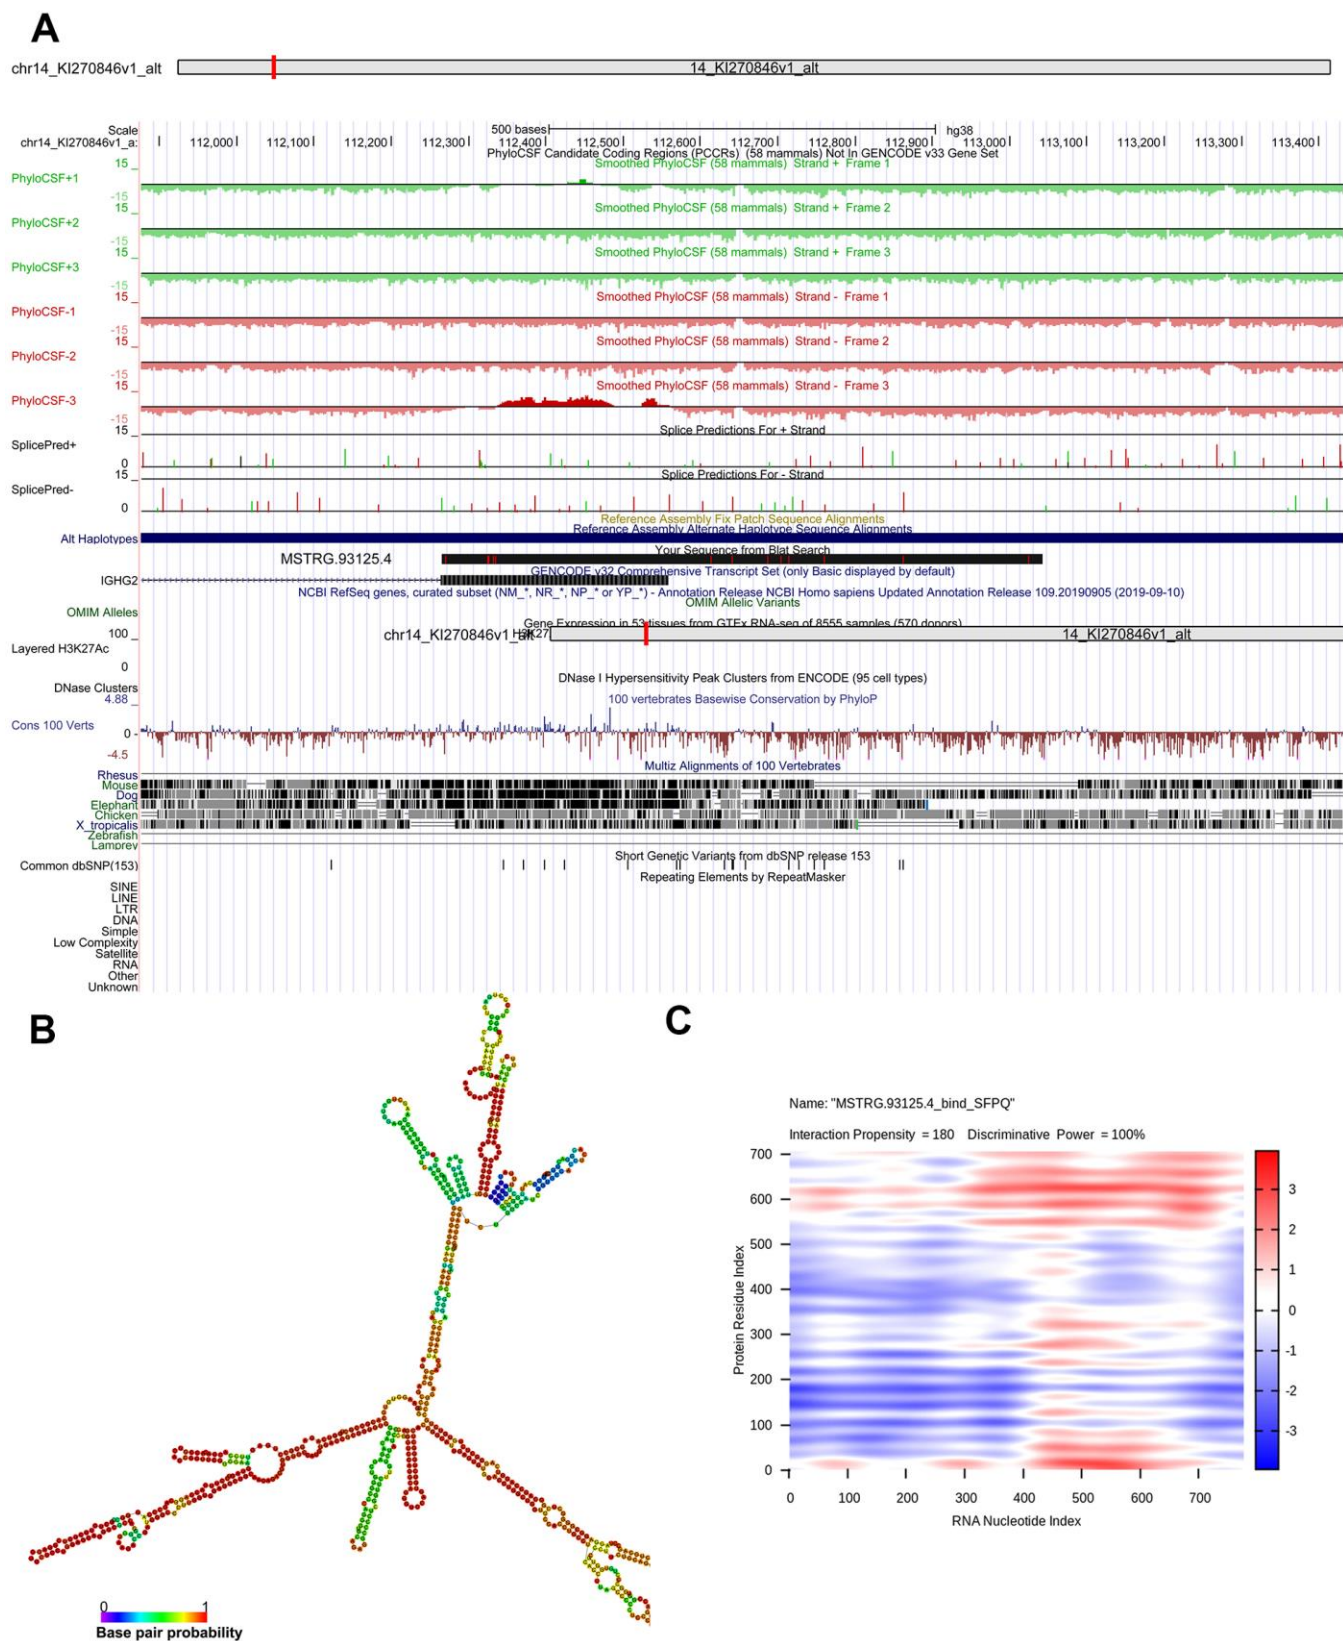 A
chr14_KI270846v1_alt 14_KI270846v1_alt
Scale 500 bases hg38
chr14_KI270846v1_a: 112,000 112,100 112,200 112,300 112,400 112,500 112,600 112,700 112,800 112,900 113,000 113,100 113,200 113,300 113,400
PhyloCSF Candidate Coding Regions (PCCRs) (58 mammals) Not In GENCODE v33 Gene Set
15 Smoothed PhyloCSF (58 mammals) Strand + Frame 1
PhyloCSF+1
-15
15 Smoothed PhyloCSF (58 mammals) Strand + Frame 2
PhyloCSF+2
-15
15 Smoothed PhyloCSF (58 mammals) Strand + Frame 3
PhyloCSF+3
-15
15 Smoothed PhyloCSF (58 mammals) Strand - Frame 1
PhyloCSF-1
-15
15 Smoothed PhyloCSF (58 mammals) Strand - Frame 2
PhyloCSF-2
-15
15 Smoothed PhyloCSF (58 mammals) Strand - Frame 3
PhyloCSF-3
-15
15 Splice Predictions For + Strand
SplicePred+
0
15 Splice Predictions For - Strand
SplicePred-
0
Reference Assembly Fix Patch Sequence Alignments
Reference Assembly Alternate Haplotype Sequence Alignments
Alt Haplotypes
Your Sequence from Blat Search
MSTRG.93125.4
GENCODE v32 Comprehensive Transcript Set (only Basic displayed by default)
IGHG2
NCBI RefSeq genes, curated subset (NM_*, NR_*, NP_* or YP_*) - Annotation Release NCBI Homo sapiens Updated Annotation Release 109.20190905 (2019-09-10)
OMIM Allelic Variants
OMIM Alleles
Gene Expression in 53 tissues from GTEx RNA-seq of 8555 samples (570 donors)
100 chr14_KI270846v1_alt H3K27 14_KI270846v1_alt
Layered H3K27Ac
0
DNase I Hypersensitivity Peak Clusters from ENCODE (95 cell types)
DNase Clusters
4.88 100 vertebrates Basewise Conservation by PhyloP
Cons 100 Verts
0
-4.5
Multiz Alignments of 100 Vertebrates
Rhesus
Mouse
Dog
Elephant
Chicken
X_tropicalis
Zebrafish
Lamprey
Short Genetic Variants from dbSNP release 153
Common dbSNP(153)
Repeating Elements by RepeatMasker
SINE
LINE
LTR
DNA
Simple
Low Complexity
Satellite
RNA
Other
Unknown
B
0 1
Base pair probability
C
Name: "MSTRG.93125.4_bind_SFPQ"
Interaction Propensity = 180 Discriminative Power = 100%
Protein Residue Index
700
600
500
400
300
200
100
0
0 100 200 300 400 500 600 700
RNA Nucleotide Index
3
2
1
0
-1
-2
-3